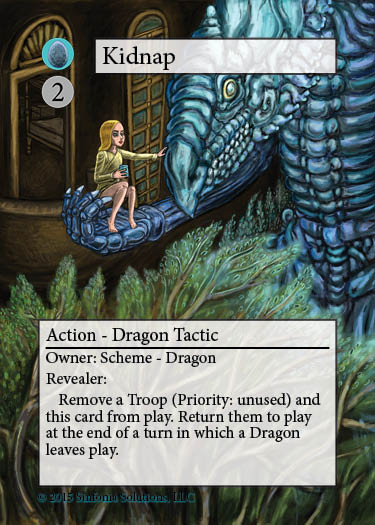 Kidnap
2
Action - Dragon Tactic
Owner: Scheme - Dragon
Revealer:
Remove a Troop (Priority: unused) and
this card from play. Return them to play
at the end of a turn in which a Dragon
leaves play.
© 2015 Sinfonia Solutions, LLC